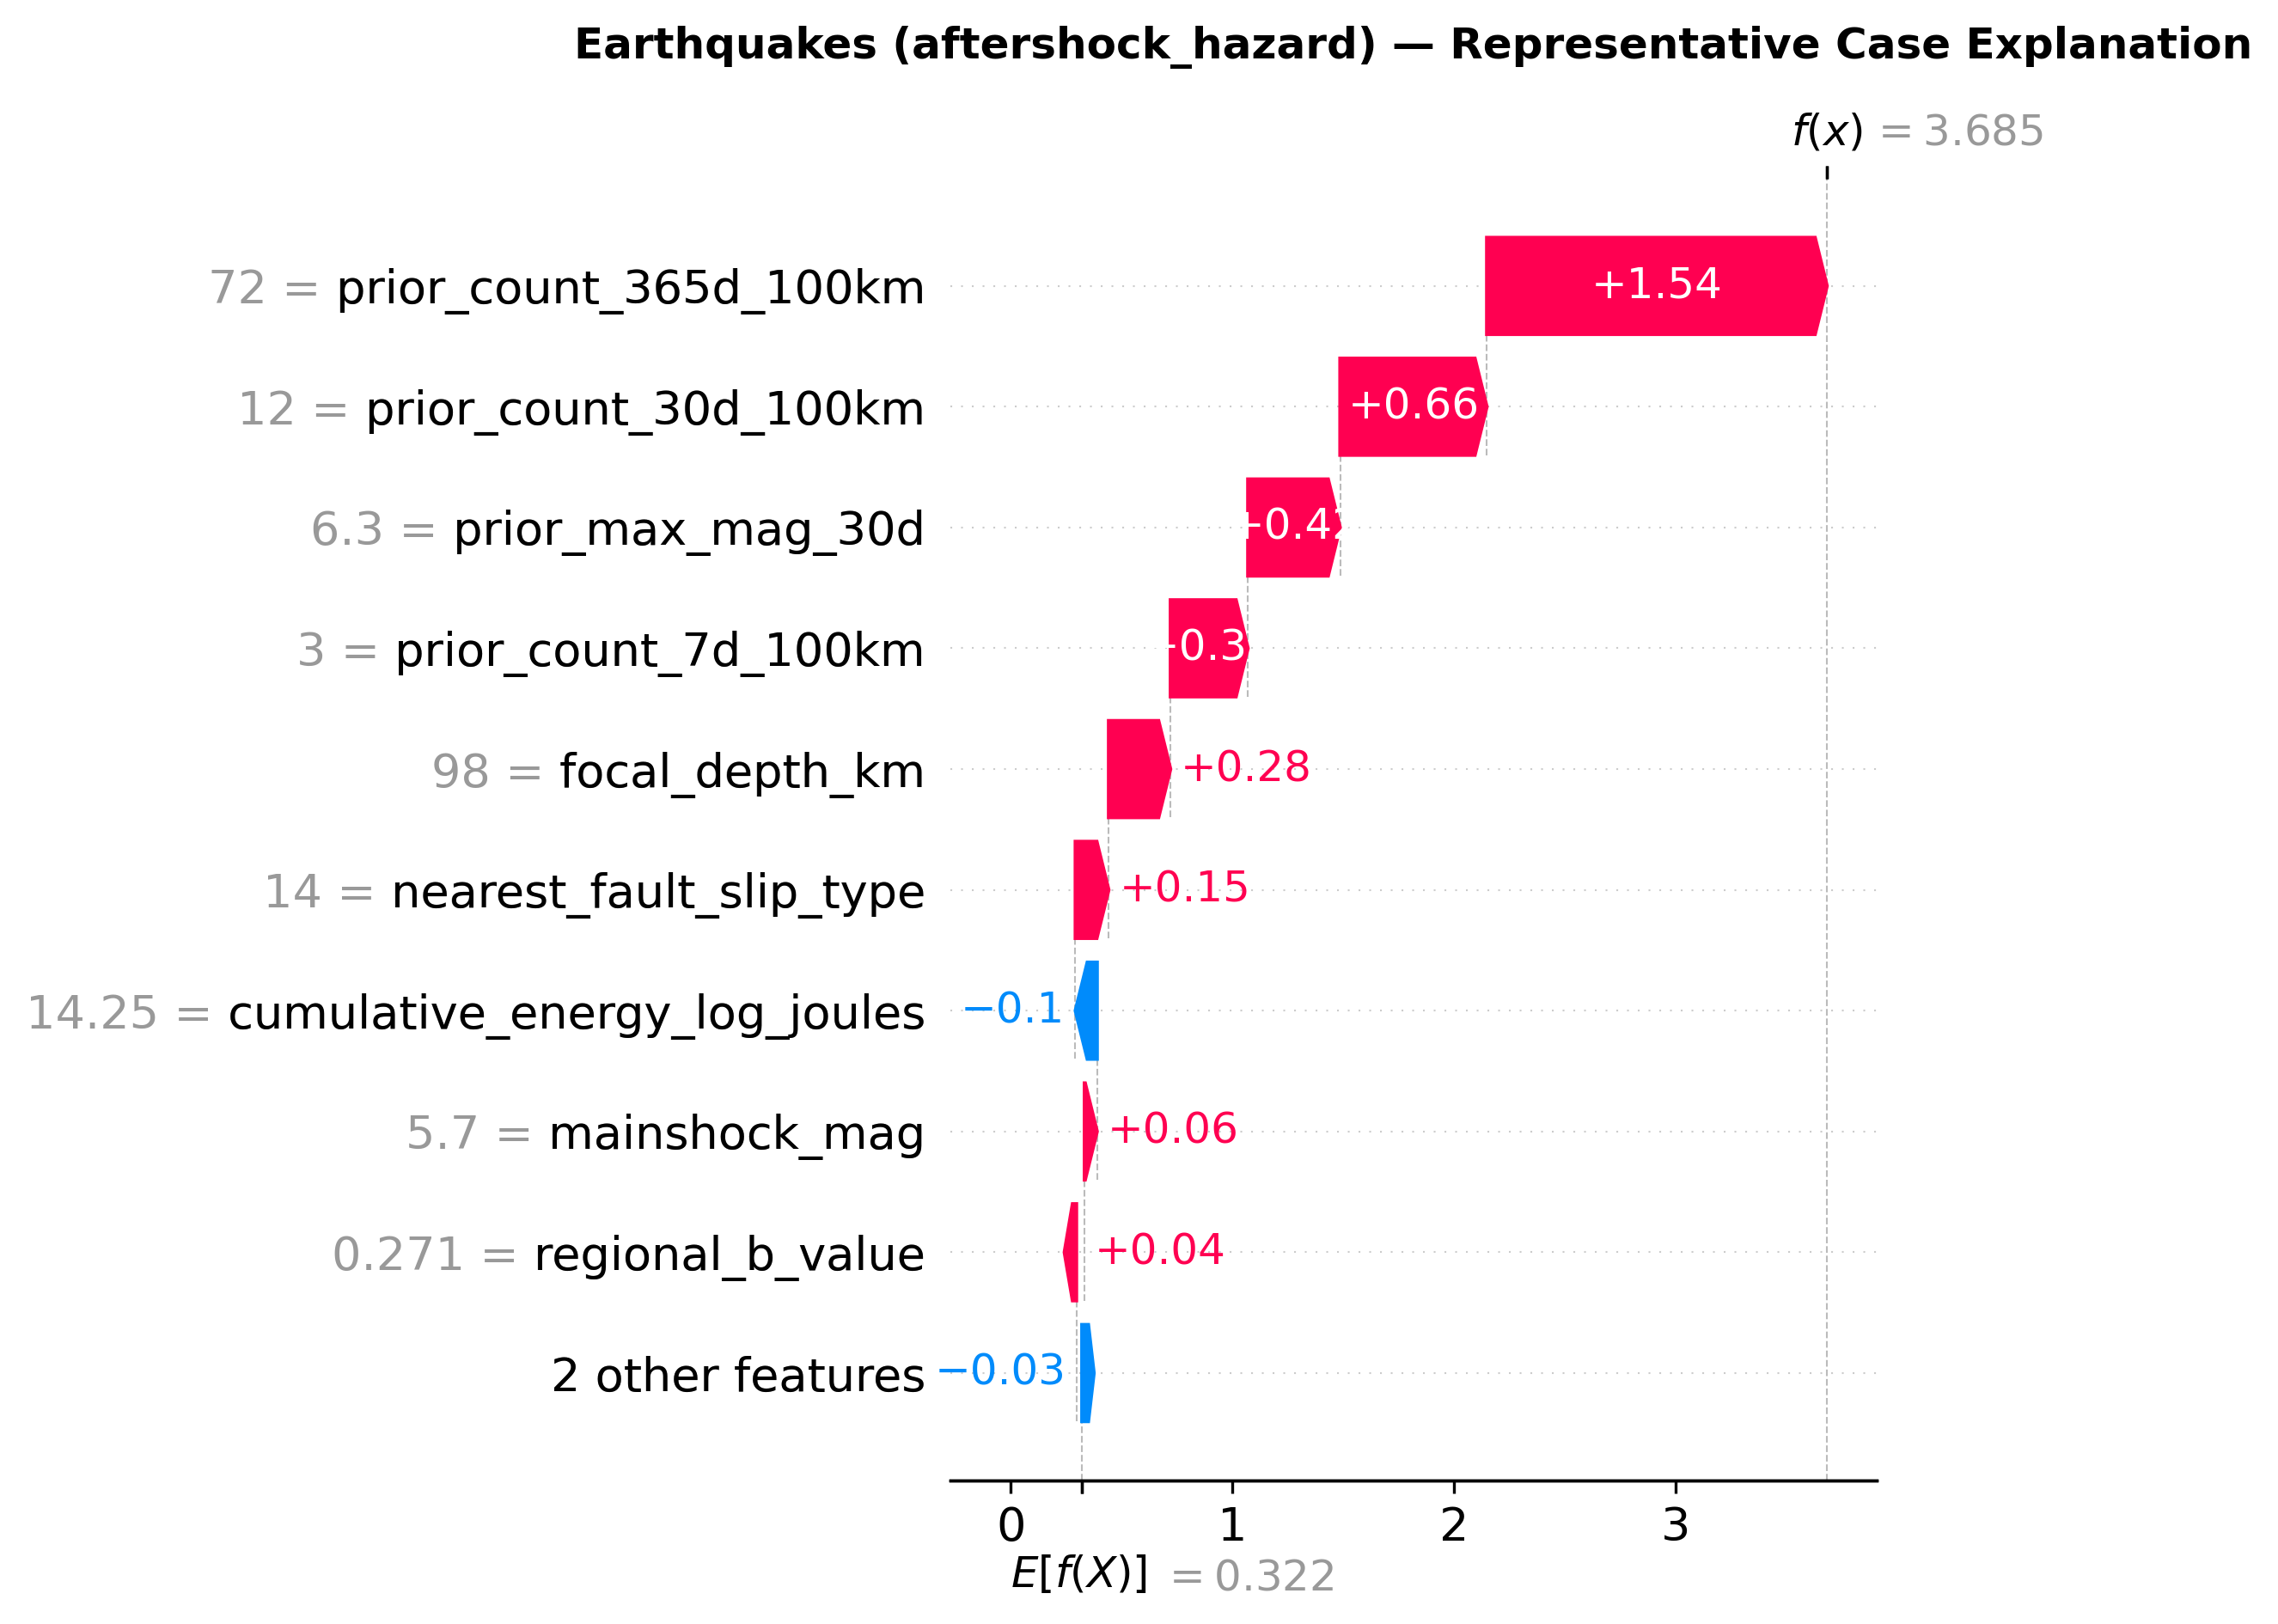 Earthquakes (aftershock_hazard) — Representative Case Explanation
f(x) = 3.685
72 = prior_count_365d_100km +1.54
12 = prior_count_30d_100km +0.66
6.3 = prior_max_mag_30d +0.42
3 = prior_count_7d_100km
98 = focal_depth_km +0.28
14 = nearest_fault_slip_type +0.15
14.25 = cumulative_energy_log_joules −0.1
5.7 = mainshock_mag +0.06
0.271 = regional_b_value +0.04
2 other features −0.03
0 1 2 3
E[f(X)] = 0.322